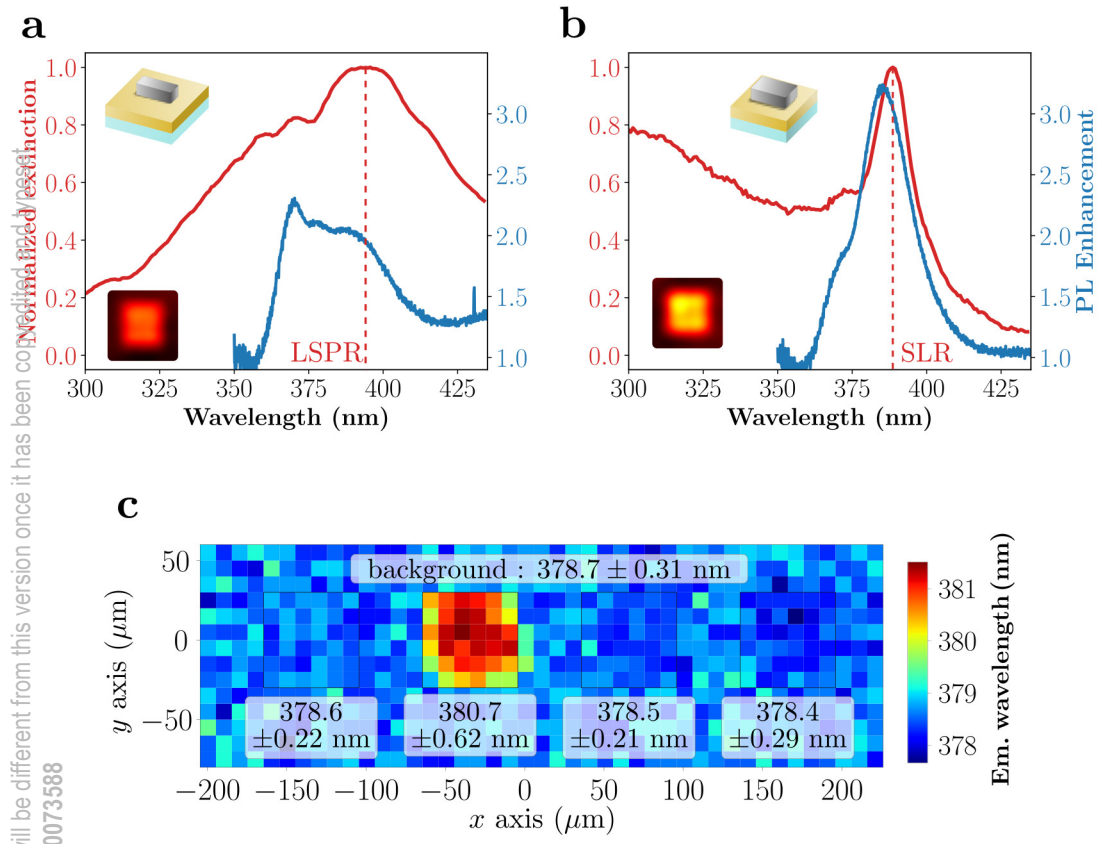 a
b
Normalized extinction
1.0
0.8
0.6
0.4
0.2
0.0
3.0
2.5
2.0
1.5
1.0
LSPR
300 325 350 375 400 425
Wavelength (nm)
1.0
0.8
0.6
0.4
0.2
0.0
3.0
2.5
2.0
1.5
1.0
PL Enhancement
SLR
300 325 350 375 400 425
Wavelength (nm)
c
50
0
−50
y axis (μm)
background : 378.7 ± 0.31 nm
378.6
±0.22 nm
380.7
±0.62 nm
378.5
±0.21 nm
378.4
±0.29 nm
−200 −150 −100 −50 0 50 100 150 200
x axis (μm)
381
380
379
378
Em. wavelength (nm)
will be different from this version once it has been copyedited and typeset
0073588